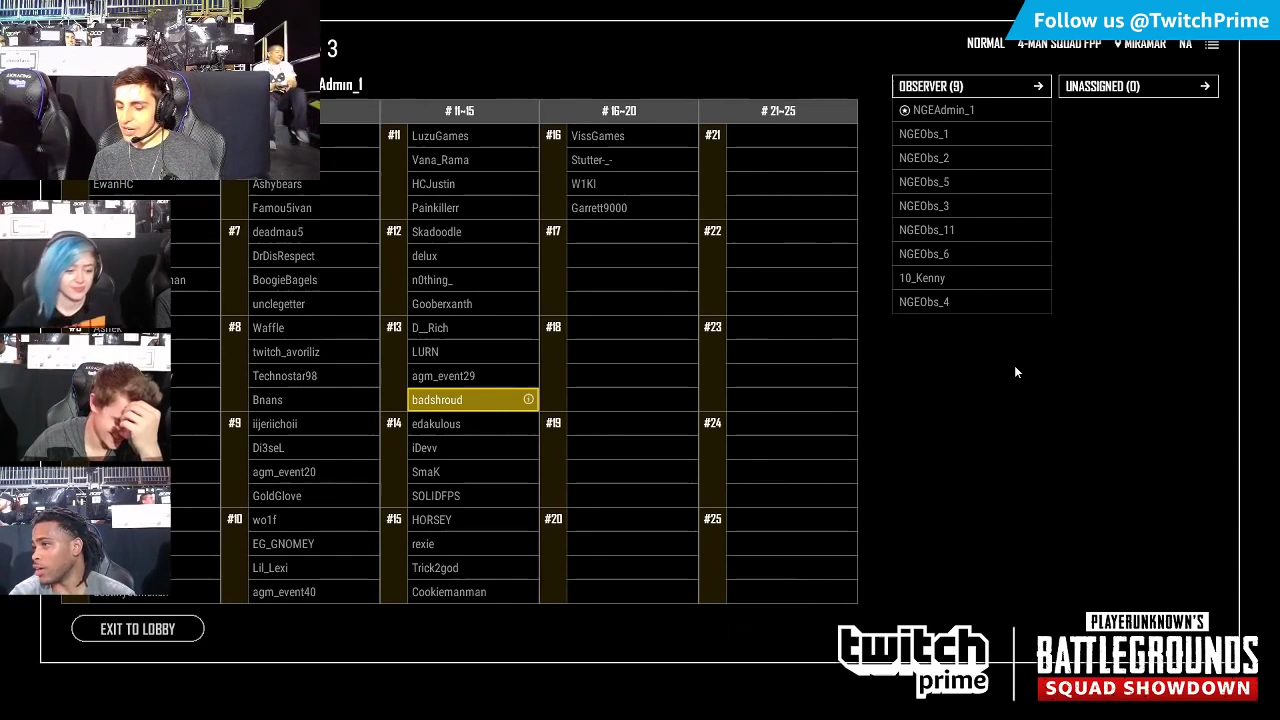 Follow us @TwitchPrime
3
NORMAL 4-MAN SQUAD FPP MIRAMAR NA
Admin_1
OBSERVER (9)
UNASSIGNED (0)
# 11~15
# 16~20
# 21~25
NGEAdmin_1
NGEObs_1
NGEObs_2
NGEObs_5
NGEObs_3
NGEObs_11
NGEObs_6
10_Kenny
NGEObs_4
EwanHC
man
Ashybears
Famou5ivan
#7 deadmau5
DrDisRespect
BoogieBagels
unclegetter
#8 Waffle
twitch_avoriliz
Technostar98
Bnans
#9 iijeriichoii
Di3seL
agm_event20
GoldGlove
#10 wo1f
EG_GNOMEY
Lil_Lexi
agm_event40
#11 LuzuGames
Vana_Rama
HCJustin
Painkillerr
#12 Skadoodle
delux
n0thing_
Gooberxanth
#13 D__Rich
LURN
agm_event29
badshroud
#14 edakulous
iDevv
SmaK
SOLIDFPS
#15 HORSEY
rexie
Trick2god
Cookiemanman
#16 VissGames
Stutter-_-
W1KI
Garrett9000
#17
#18
#19
#20
#21
#22
#23
#24
#25
EXIT TO LOBBY
twitch
prime
PLAYERUNKNOWN'S
BATTLEGROUNDS
SQUAD SHOWDOWN